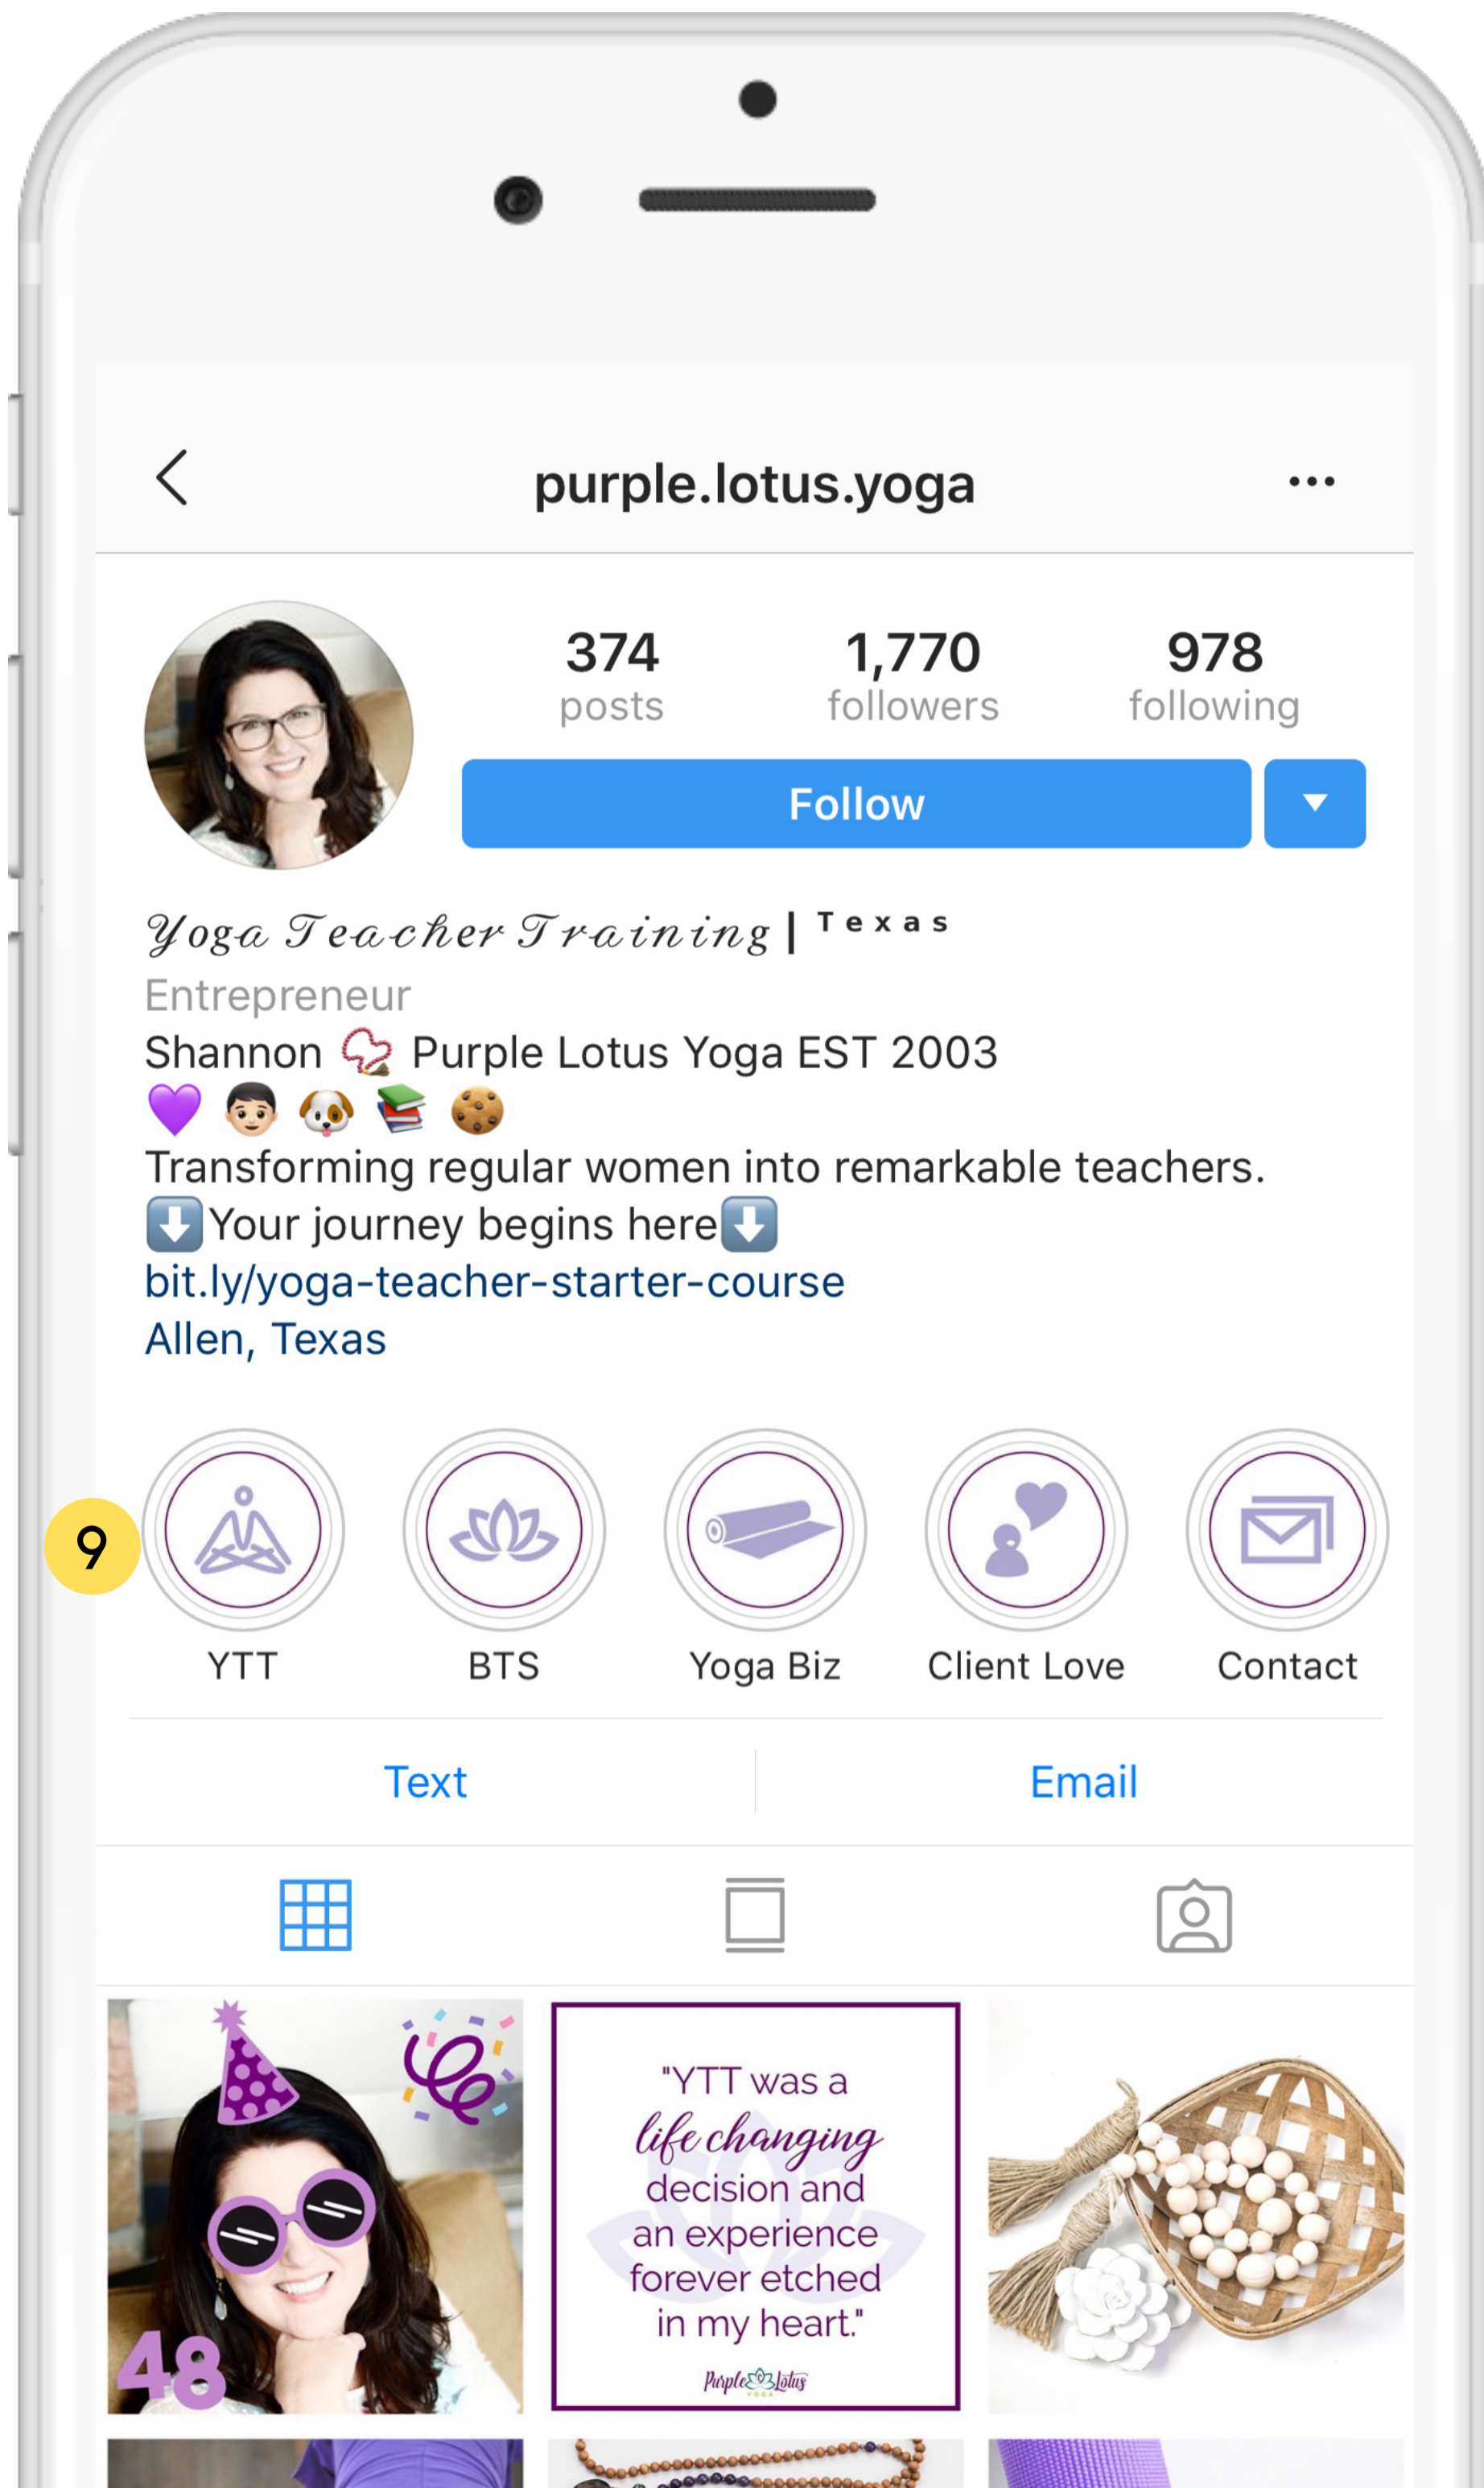 purple.lotus.yoga
374 1,770 978
posts followers following
Follow
𝒴ℴℊ𝒶 𝒯ℯ𝒶𝒸𝒽ℯ𝓇 𝒯𝓇𝒶𝒾𝓃𝒾𝓃ℊ | ᵀᵉˣᵃˢ
Entrepreneur
Shannon 📿 Purple Lotus Yoga EST 2003
💜 👦🏻 🐶 📚 🍪
Transforming regular women into remarkable teachers.
⬇️Your journey begins here⬇️
bit.ly/yoga-teacher-starter-course
Allen, Texas
9
YTT BTS Yoga Biz Client Love Contact
Text Email
48
"YTT was a
life changing
decision and
an experience
forever etched
in my heart."
Purple Lotus
YOGA